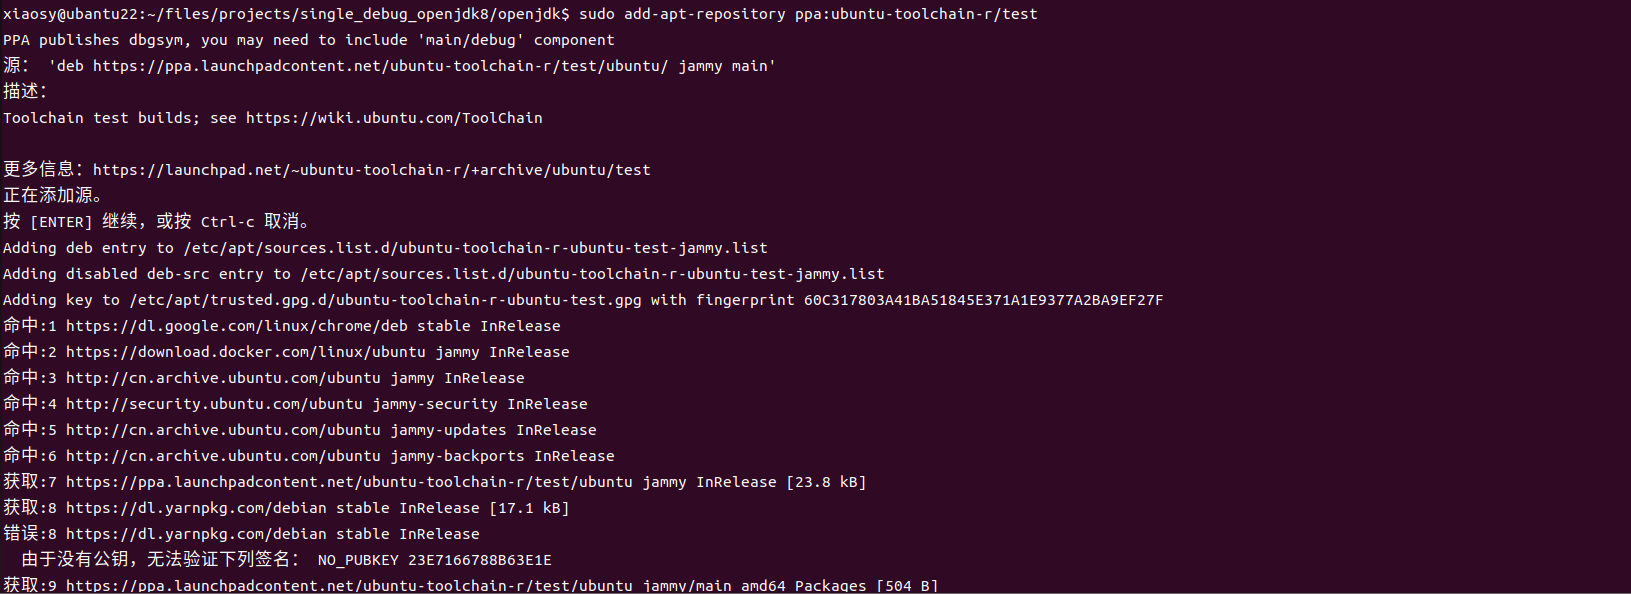 xiaosy@ubantu22:~/files/projects/single_debug_openjdk8/openjdk$ sudo add-apt-repository ppa:ubuntu-toolchain-r/test
PPA publishes dbgsym, you may need to include 'main/debug' component
源： 'deb https://ppa.launchpadcontent.net/ubuntu-toolchain-r/test/ubuntu/ jammy main'
描述：
Toolchain test builds; see https://wiki.ubuntu.com/ToolChain
更多信息：https://launchpad.net/~ubuntu-toolchain-r/+archive/ubuntu/test
正在添加源。
按 [ENTER] 继续，或按 Ctrl-c 取消。
Adding deb entry to /etc/apt/sources.list.d/ubuntu-toolchain-r-ubuntu-test-jammy.list
Adding disabled deb-src entry to /etc/apt/sources.list.d/ubuntu-toolchain-r-ubuntu-test-jammy.list
Adding key to /etc/apt/trusted.gpg.d/ubuntu-toolchain-r-ubuntu-test.gpg with fingerprint 60C317803A41BA51845E371A1E9377A2BA9EF27F
命中:1 https://dl.google.com/linux/chrome/deb stable InRelease
命中:2 https://download.docker.com/linux/ubuntu jammy InRelease
命中:3 http://cn.archive.ubuntu.com/ubuntu jammy InRelease
命中:4 http://security.ubuntu.com/ubuntu jammy-security InRelease
命中:5 http://cn.archive.ubuntu.com/ubuntu jammy-updates InRelease
命中:6 http://cn.archive.ubuntu.com/ubuntu jammy-backports InRelease
获取:7 https://ppa.launchpadcontent.net/ubuntu-toolchain-r/test/ubuntu jammy InRelease [23.8 kB]
获取:8 https://dl.yarnpkg.com/debian stable InRelease [17.1 kB]
错误:8 https://dl.yarnpkg.com/debian stable InRelease
由于没有公钥，无法验证下列签名： NO_PUBKEY 23E7166788B63E1E
获取:9 https://ppa.launchpadcontent.net/ubuntu-toolchain-r/test/ubuntu jammy/main amd64 Packages [504 B]